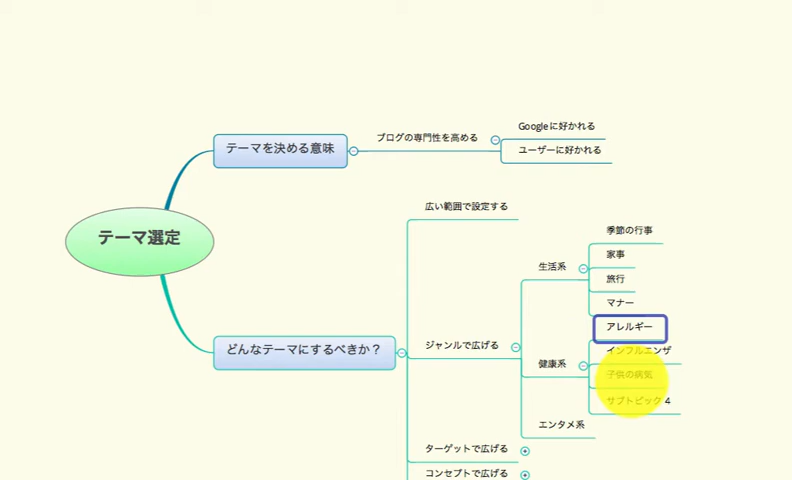 テーマ選定
テーマを決める意味
ブログの専門性を高める
Googleに好かれる
ユーザーに好かれる
どんなテーマにするべきか？
広い範囲で設定する
ジャンルで広げる
生活系
季節の行事
家事
旅行
マナー
健康系
アレルギー
インフルエンザ
子供の病気
サブトピック 4
エンタメ系
ターゲットで広げる
コンセプトで広げる